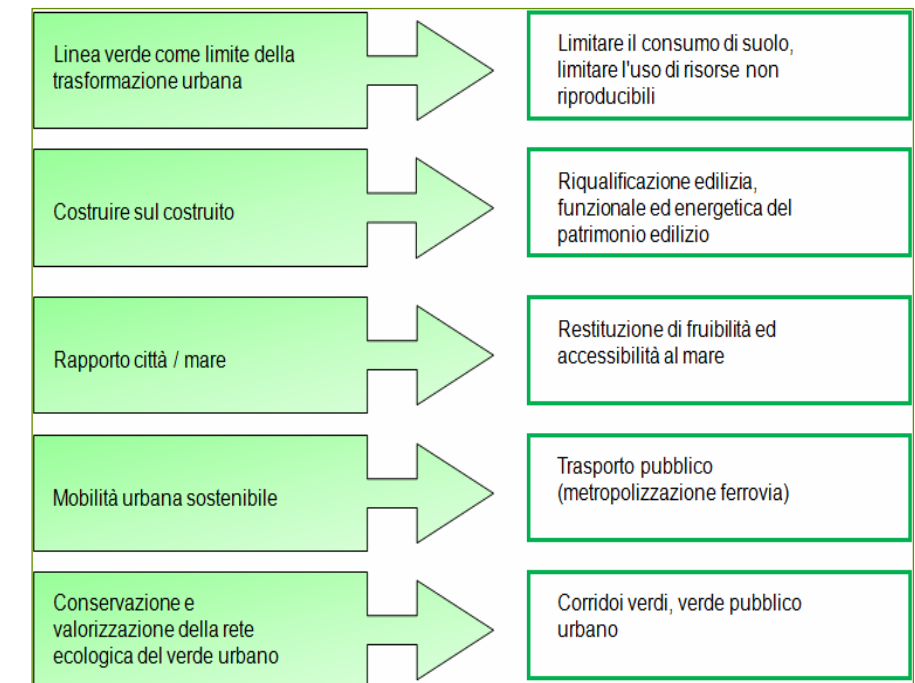 Linea verde come limite della
trasformazione urbana
Limitare il consumo di suolo,
limitare l'uso di risorse non
riproducibili
Costruire sul costruito
Riqualificazione edilizia,
funzionale ed energetica del
patrimonio edilizio
Rapporto città / mare
Restituzione di fruibilità ed
accessibilità al mare
Mobilità urbana sostenibile
Trasporto pubblico
(metropolizzazione ferrovia)
Conservazione e
valorizzazione della rete
ecologica del verde urbano
Corridoi verdi, verde pubblico
urbano